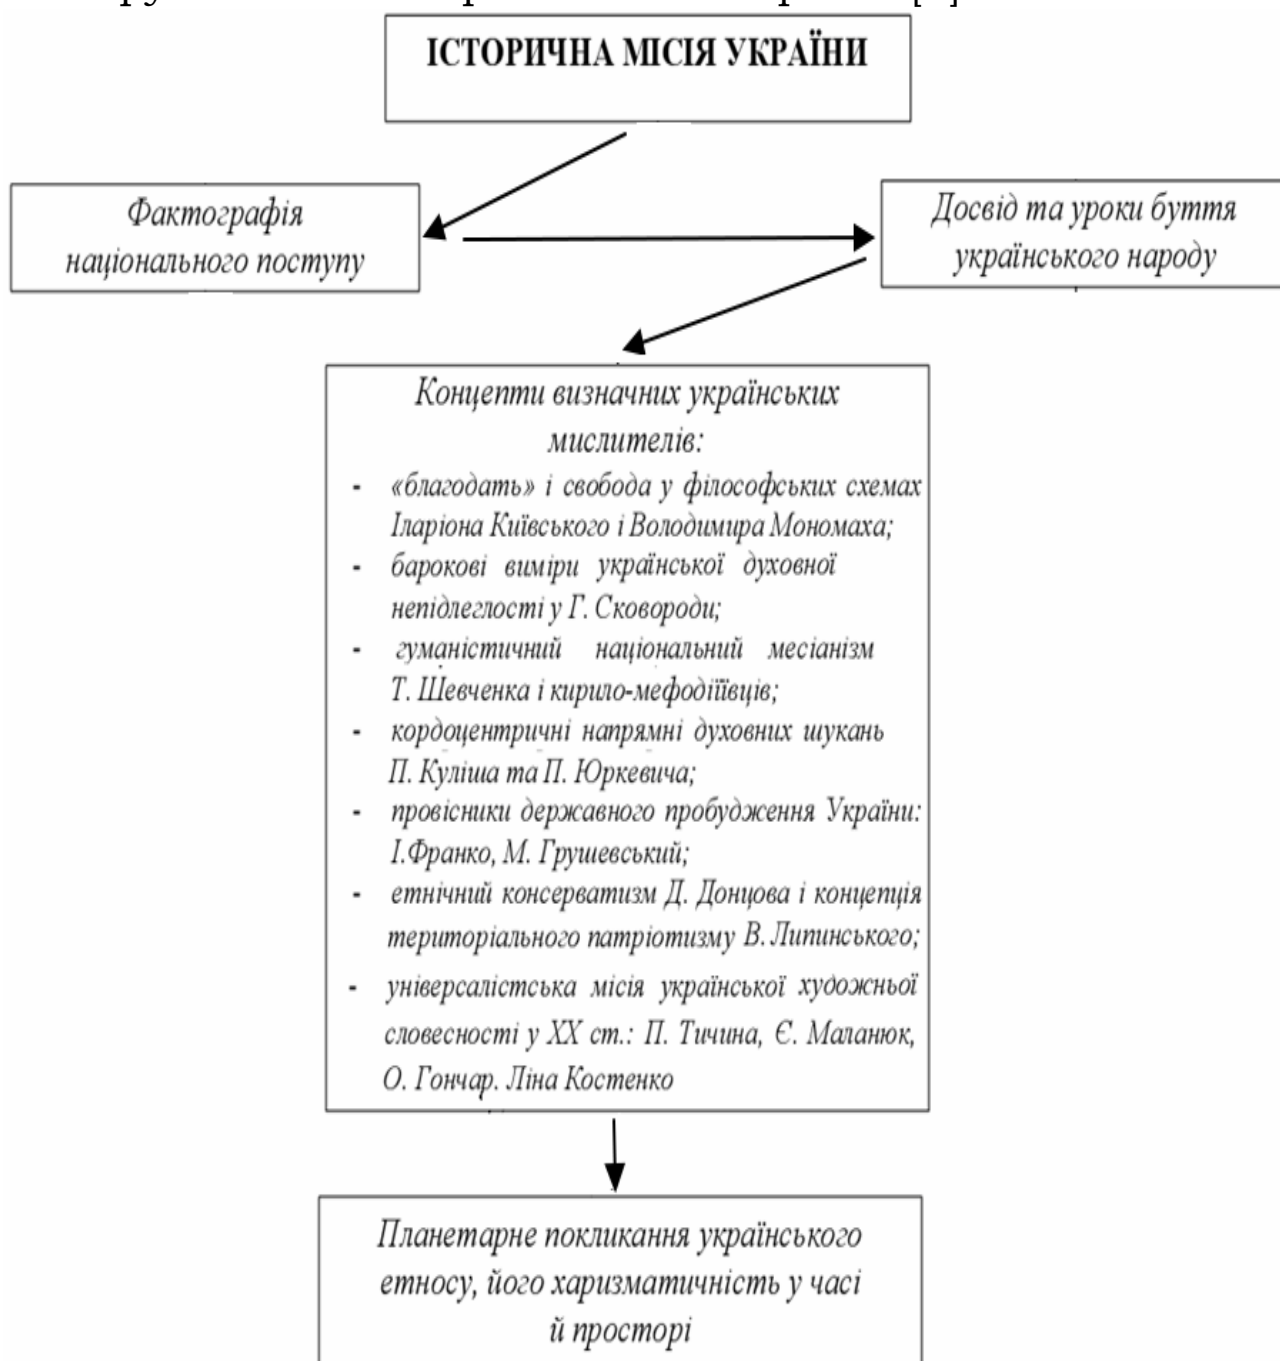 ІСТОРИЧНА МІСІЯ УКРАЇНИ
Фактографія
національного поступу
Досвід та уроки буття
українського народу
Концепти визначних українських
мислителів:
- «благодать» і свобода у філософських схемах
Іларіона Київського і Володимира Мономаха;
- барокові виміри української духовної
непідлеглості у Г. Сковороди;
- гуманістичний національний месіанізм
Т. Шевченка і кирило-мефодіївців;
- кордоцентричні напрямні духовних шукань
П. Куліша та П. Юркевича;
- провісники державного пробудження України:
І.Франко, М. Грушевський;
- етнічний консерватизм Д. Донцова і концепція
територіального патріотизму В. Липинського;
- універсалістська місія української художньої
словесності у XX ст.: П. Тичина, Є. Маланюк,
О. Гончар. Ліна Костенко
Планетарне покликання українського
етносу, його харизматичність у часі
й просторі